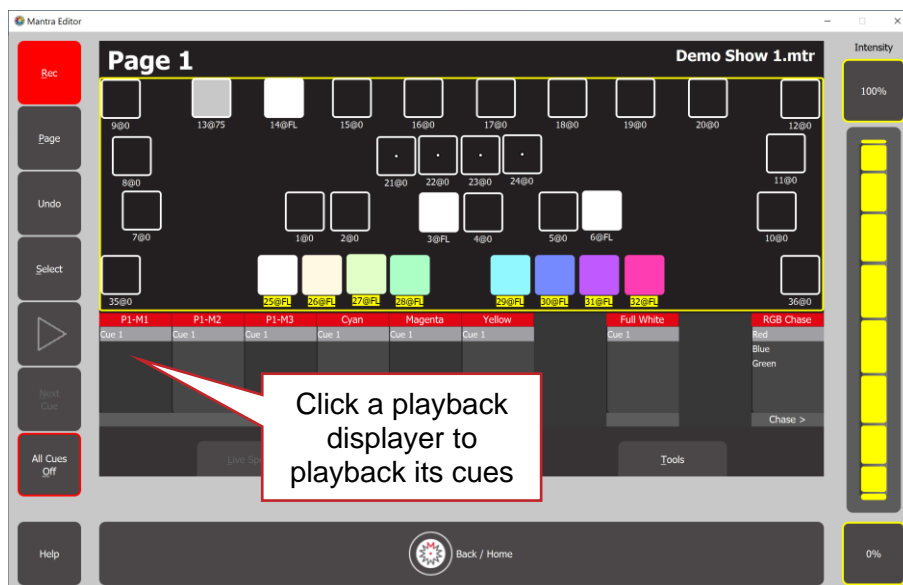 Mantra Editor
Intensity
Rec
Page
Undo
Select
Next
Cue
All Cues
Off
Help
Page 1
Demo Show 1.mtr
100%
9@0 13@75 14@FL 15@0 16@0 17@0 18@0 19@0 20@0 12@0
8@0 21@0 22@0 23@0 24@0 11@0
7@0 1@0 2@0 3@FL 4@0 5@0 6@FL 10@0
35@0 25@FL 26@FL 27@FL 28@FL 29@FL 30@FL 31@FL 32@FL 36@0
P1-M1 P1-M2 P1-M3 Cyan Magenta Yellow Full White RGB Chase
Cue 1 Cue 1 Cue 1 Cue 1 Cue 1 Cue 1 Cue 1 Red
Blue
Green
Chase >
Click a playback
displayer to
playback its cues
Live
Tools
Back / Home
0%